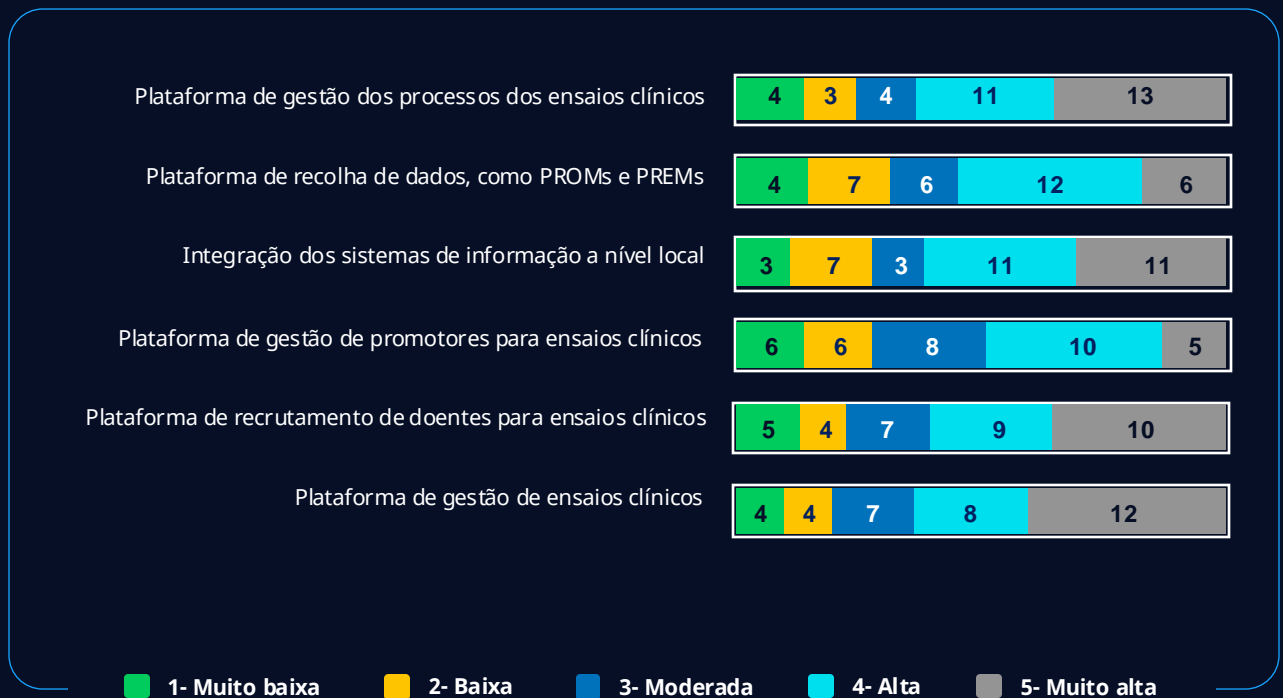 Plataforma de gestão dos processos dos ensaios clínicos 4 3 4 11 13
Plataforma de recolha de dados, como PROMs e PREMs 4 7 6 12 6
Integração dos sistemas de informação a nível local 3 7 3 11 11
Plataforma de gestão de promotores para ensaios clínicos 6 6 8 10 5
Plataforma de recrutamento de doentes para ensaios clínicos 5 4 7 9 10
Plataforma de gestão de ensaios clínicos 4 4 7 8 12
1- Muito baixa 2- Baixa 3- Moderada 4- Alta 5- Muito alta